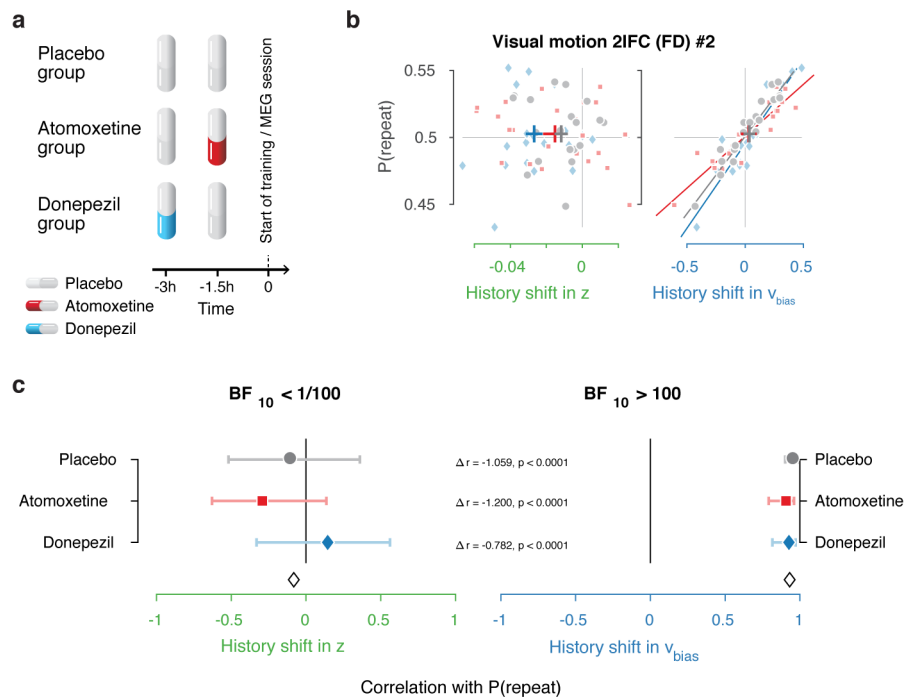 a
Placebo
group
Atomoxetine
group
Donepezil
group
Start of training / MEG session
-3h
-1.5h
0
Time
Placebo
Atomoxetine
Donepezil
b
Visual motion 2IFC (FD) #2
P(repeat)
0.55
0.5
0.45
-0.04
0
History shift in z
-0.5
0
0.5
History shift in v_bias
c
BF 10 < 1/100
BF 10 > 100
Placebo
Δ r = -1.059, p < 0.0001
Placebo
Atomoxetine
Δ r = -1.200, p < 0.0001
Atomoxetine
Donepezil
Δ r = -0.782, p < 0.0001
Donepezil
-1
-0.5
0
0.5
1
History shift in z
-1
-0.5
0
0.5
1
History shift in v_bias
Correlation with P(repeat)